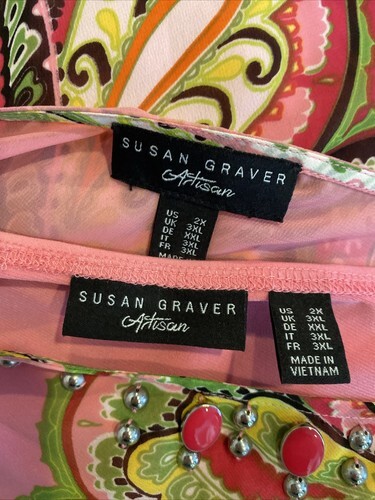 SUSAN GRAVER
Artisan
US 2X
UK 3XL
DE XXL
IT 3XL
FR 3XL
MADE
SUSAN GRAVER
Artisan
US 2X
UK 3XL
DE XXL
IT 3XL
FR 3XL
MADE IN
VIETNAM